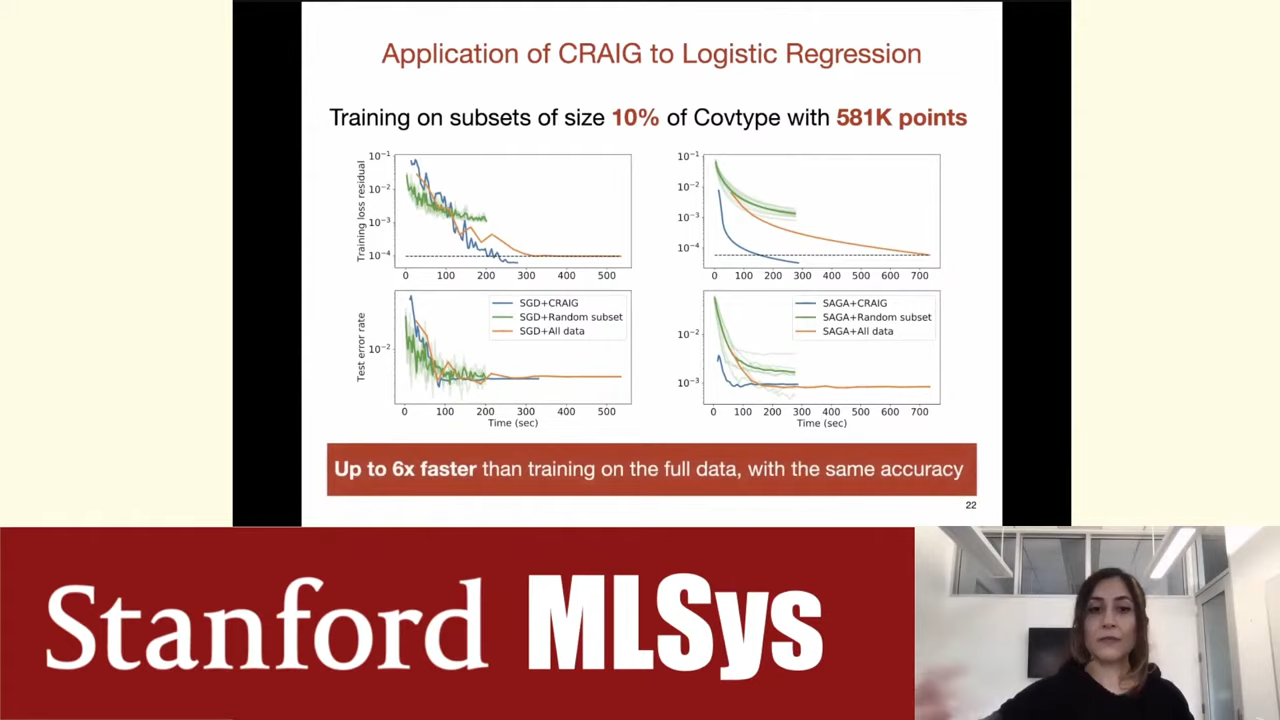 Application of CRAIG to Logistic Regression
Training on subsets of size 10% of Covtype with 581K points
Training loss residual
10⁻¹
10⁻²
10⁻³
10⁻⁴
0 100 200 300 400 500
10⁻¹
10⁻²
10⁻³
10⁻⁴
0 100 200 300 400 500 600 700
Test error rate
10⁻²
SGD+CRAIG
SGD+Random subset
SGD+All data
0 100 200 300 400 500
Time (sec)
10⁻²
10⁻³
SAGA+CRAIG
SAGA+Random subset
SAGA+All data
0 100 200 300 400 500 600 700
Time (sec)
Up to 6x faster than training on the full data, with the same accuracy
22
Stanford MLSys